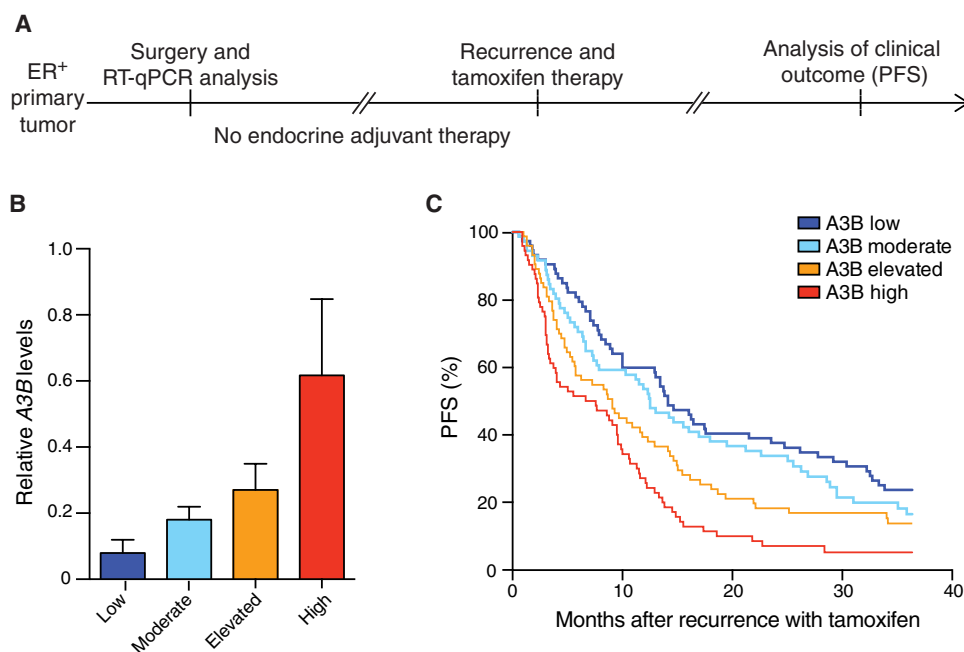 A
ER+
primary
tumor
Surgery and
RT-qPCR analysis
Recurrence and
tamoxifen therapy
Analysis of clinical
outcome (PFS)
No endocrine adjuvant therapy
B
Relative A3B levels
1.0
0.8
0.6
0.4
0.2
0
Low
Moderate
Elevated
High
C
PFS (%)
100
80
60
40
20
0
0
10
20
30
40
Months after recurrence with tamoxifen
A3B low
A3B moderate
A3B elevated
A3B high